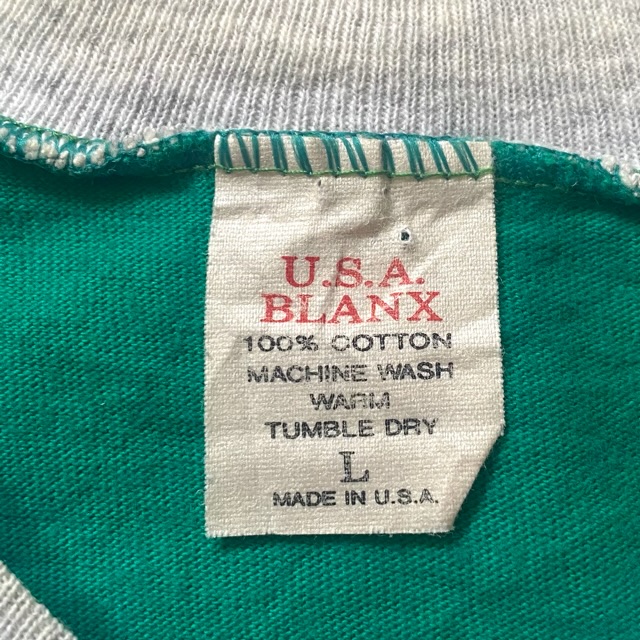 U.S.A.
BLANX
100% COTTON
MACHINE WASH
WARM
TUMBLE DRY
L
MADE IN U.S.A.